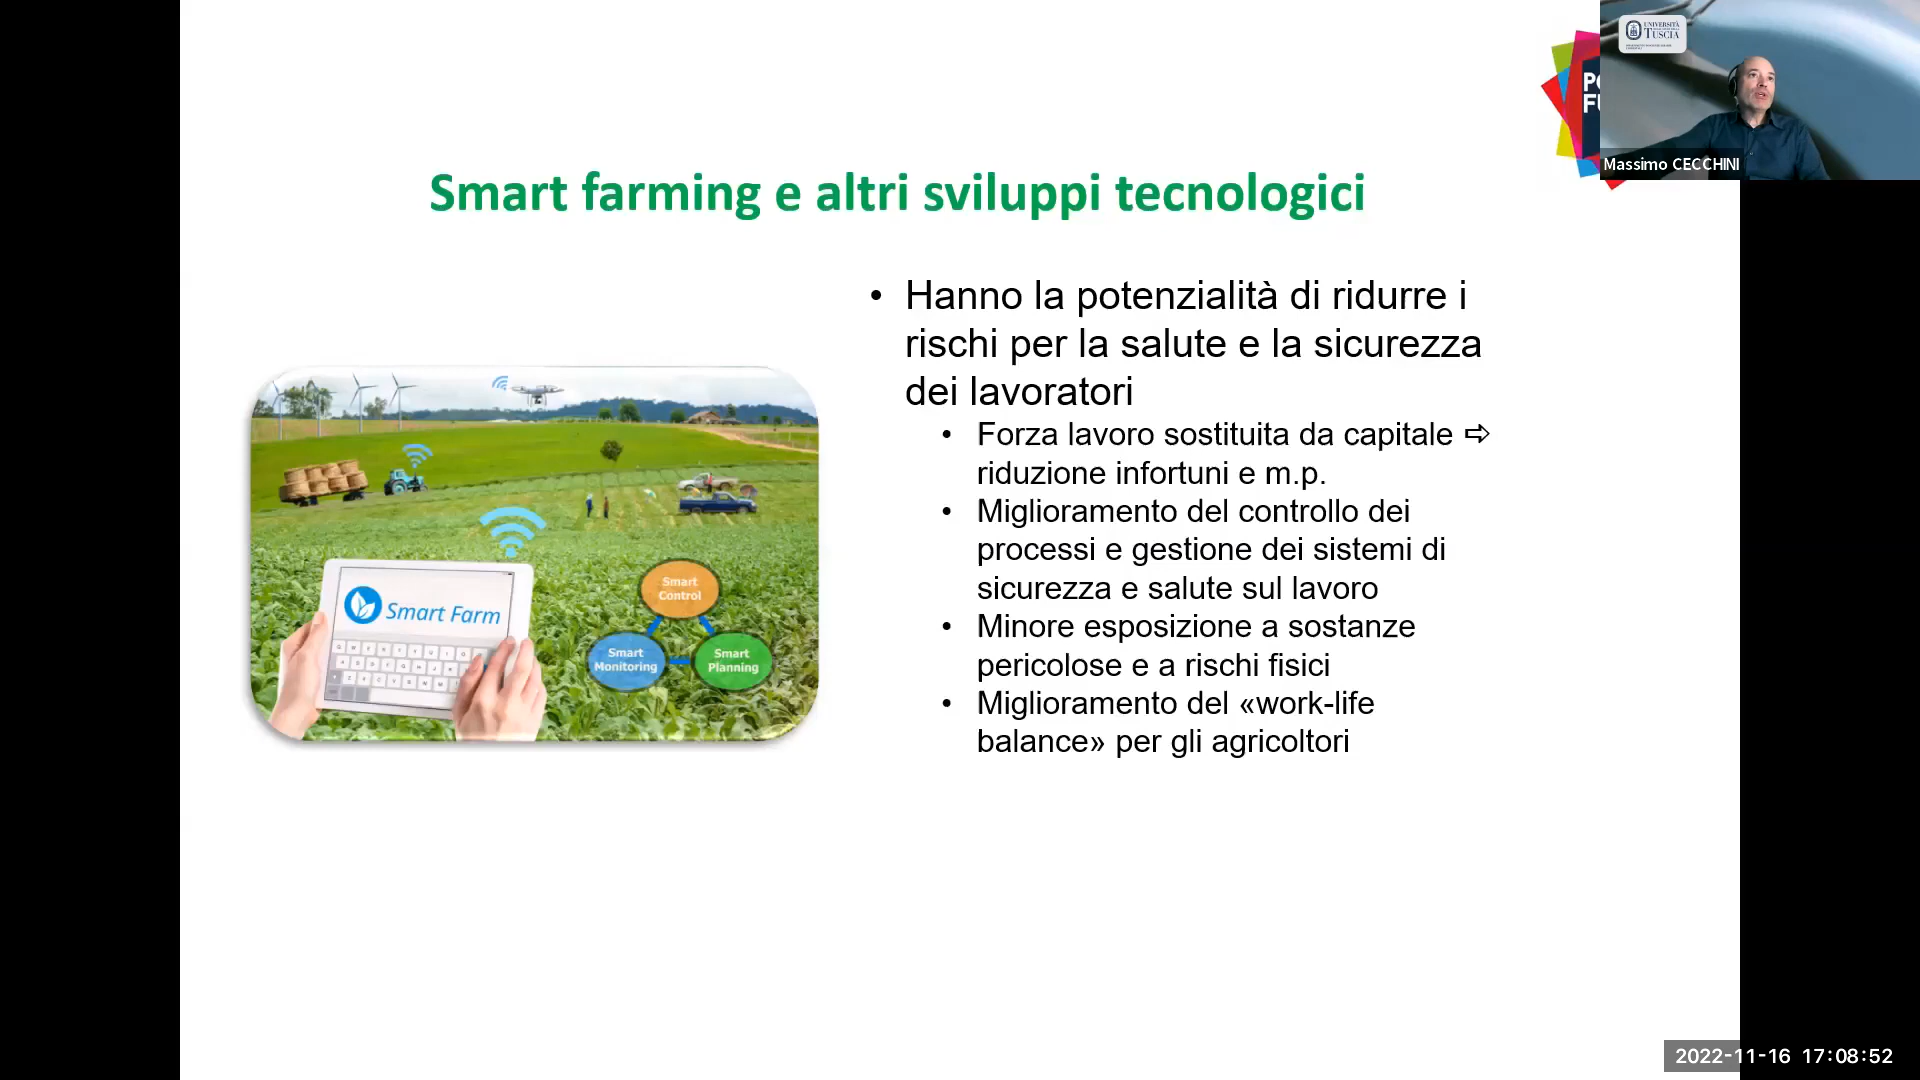 UNIVERSITÀ
TUSCIA
Massimo CECCHINI
Smart farming e altri sviluppi tecnologici
• Hanno la potenzialità di ridurre i
rischi per la salute e la sicurezza
dei lavoratori
• Forza lavoro sostituita da capitale ⇨
riduzione infortuni e m.p.
• Miglioramento del controllo dei
processi e gestione dei sistemi di
sicurezza e salute sul lavoro
• Minore esposizione a sostanze
pericolose e a rischi fisici
• Miglioramento del «work-life
balance» per gli agricoltori
Smart Farm
Smart
Control
Smart
Monitoring
Smart
Planning
2022-11-16 17:08:52